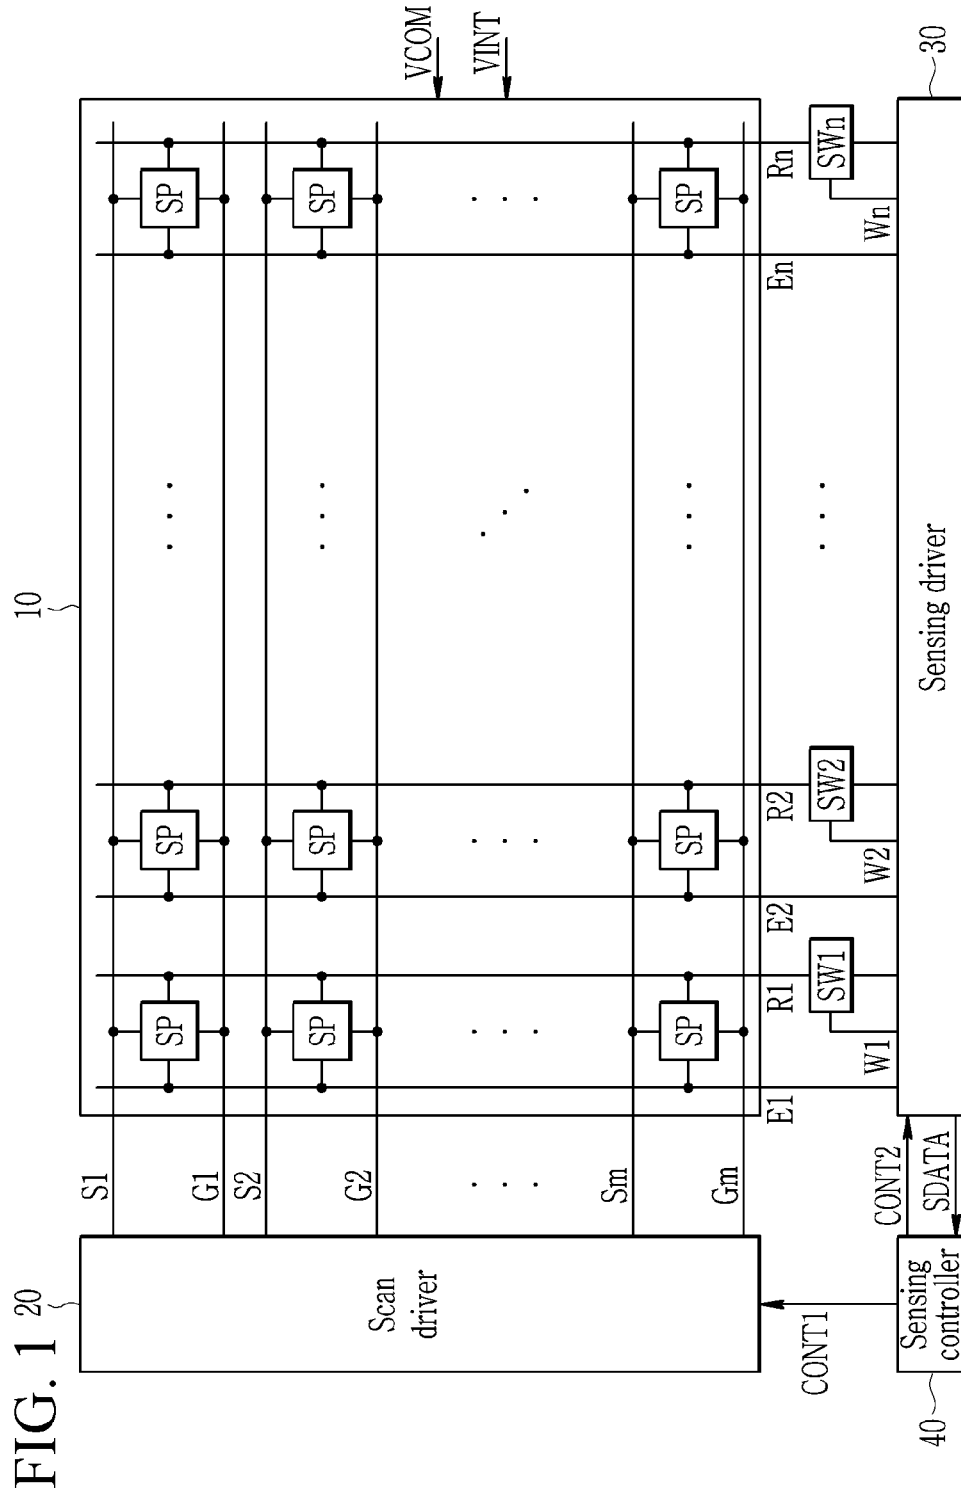 FIG. 1
10
20
Scan
driver
S1
G1
S2
G2
. . .
Sm
Gm
SP
SP
. . .
SP
SP
SP
. . .
SP
. . .
. . .
. . .
. . .
SP
SP
. . .
SP
VCOM
VINT
E1
R1
E2
R2
En
Rn
W1
SW1
W2
SW2
. . .
Wn
SWn
CONT1
CONT2
SDATA
Sensing
controller
40
Sensing driver
30